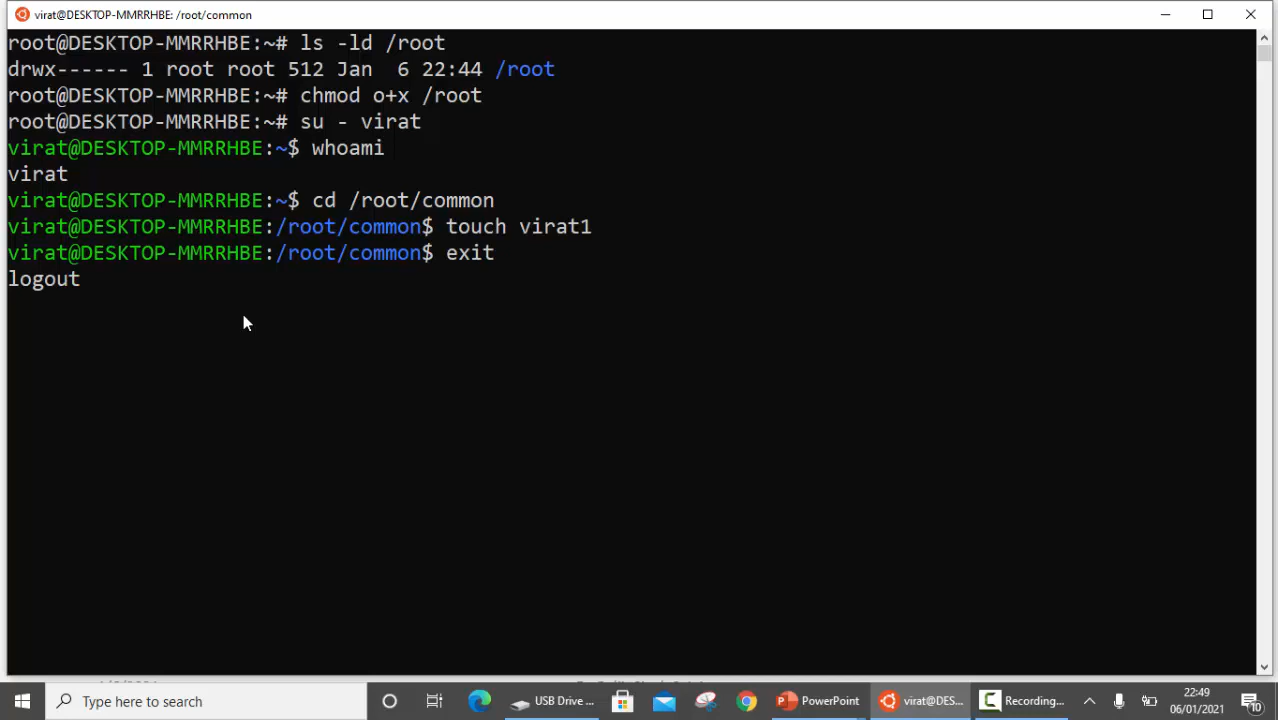 virat@DESKTOP-MMRRHBE: /root/common
root@DESKTOP-MMRRHBE:~# ls -ld /root
drwx------ 1 root root 512 Jan  6 22:44 /root
root@DESKTOP-MMRRHBE:~# chmod o+x /root
root@DESKTOP-MMRRHBE:~# su - virat
virat@DESKTOP-MMRRHBE:~$ whoami
virat
virat@DESKTOP-MMRRHBE:~$ cd /root/common
virat@DESKTOP-MMRRHBE:/root/common$ touch virat1
virat@DESKTOP-MMRRHBE:/root/common$ exit
logout
Type here to search
USB Drive ...
PowerPoint
virat@DES...
Recording...
22:49
06/01/2021
10